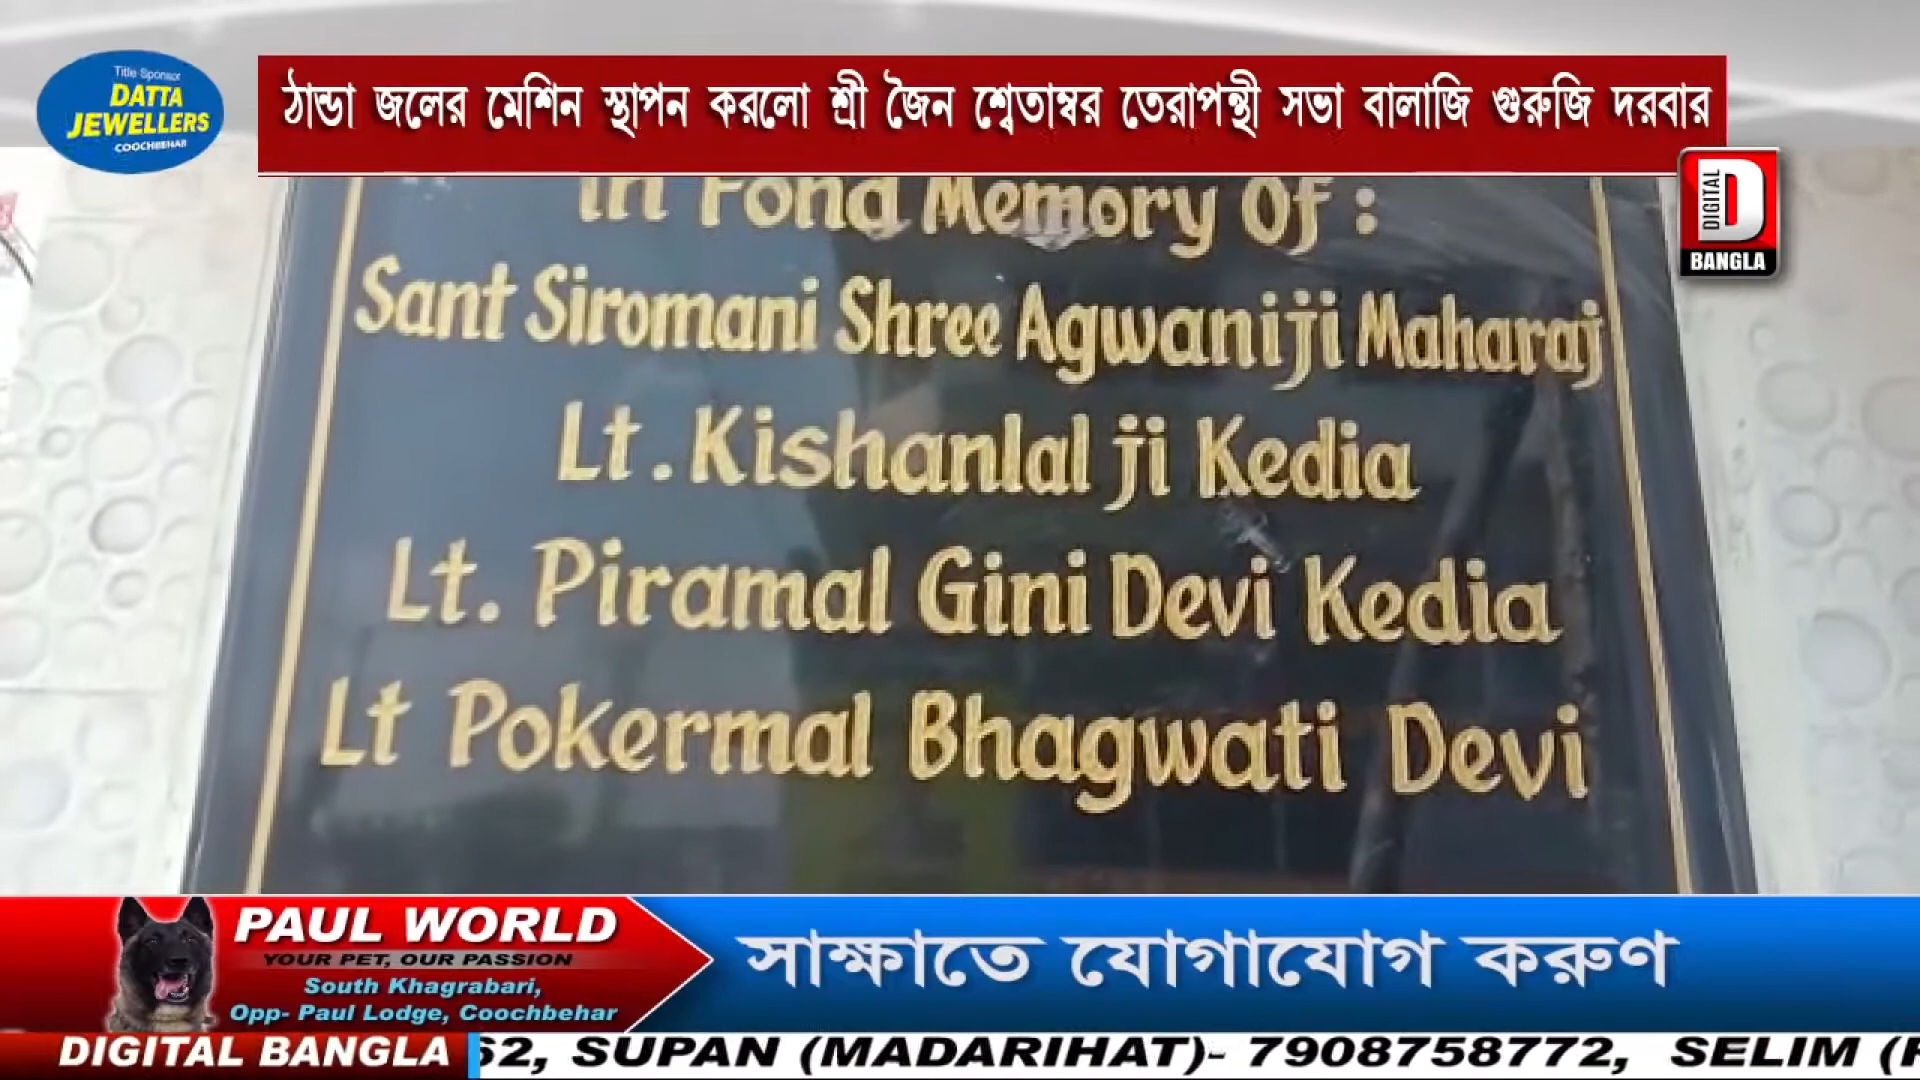 Title Sponsor
DATTA
JEWELLERS
COOCHBEHAR
ঠান্ডা জলের মেশিন স্থাপন করলো শ্রী জৈন শ্বেতাম্বর তেরাপন্থী সভা বালাজি গুরুজি দরবার
DIGITAL D
BANGLA
In Fond Memory Of :
Sant Siromani Shree Agwaniji Maharaj
Lt. Kishanlal ji Kedia
Lt. Piramal Gini Devi Kedia
Lt Pokermal Bhagwati Devi
PAUL WORLD
YOUR PET, OUR PASSION
South Khagrabari,
Opp- Paul Lodge, Coochbehar
সাক্ষাতে যোগাযোগ করুণ
DIGITAL BANGLA
62, SUPAN (MADARIHAT)- 7908758772, SELIM (